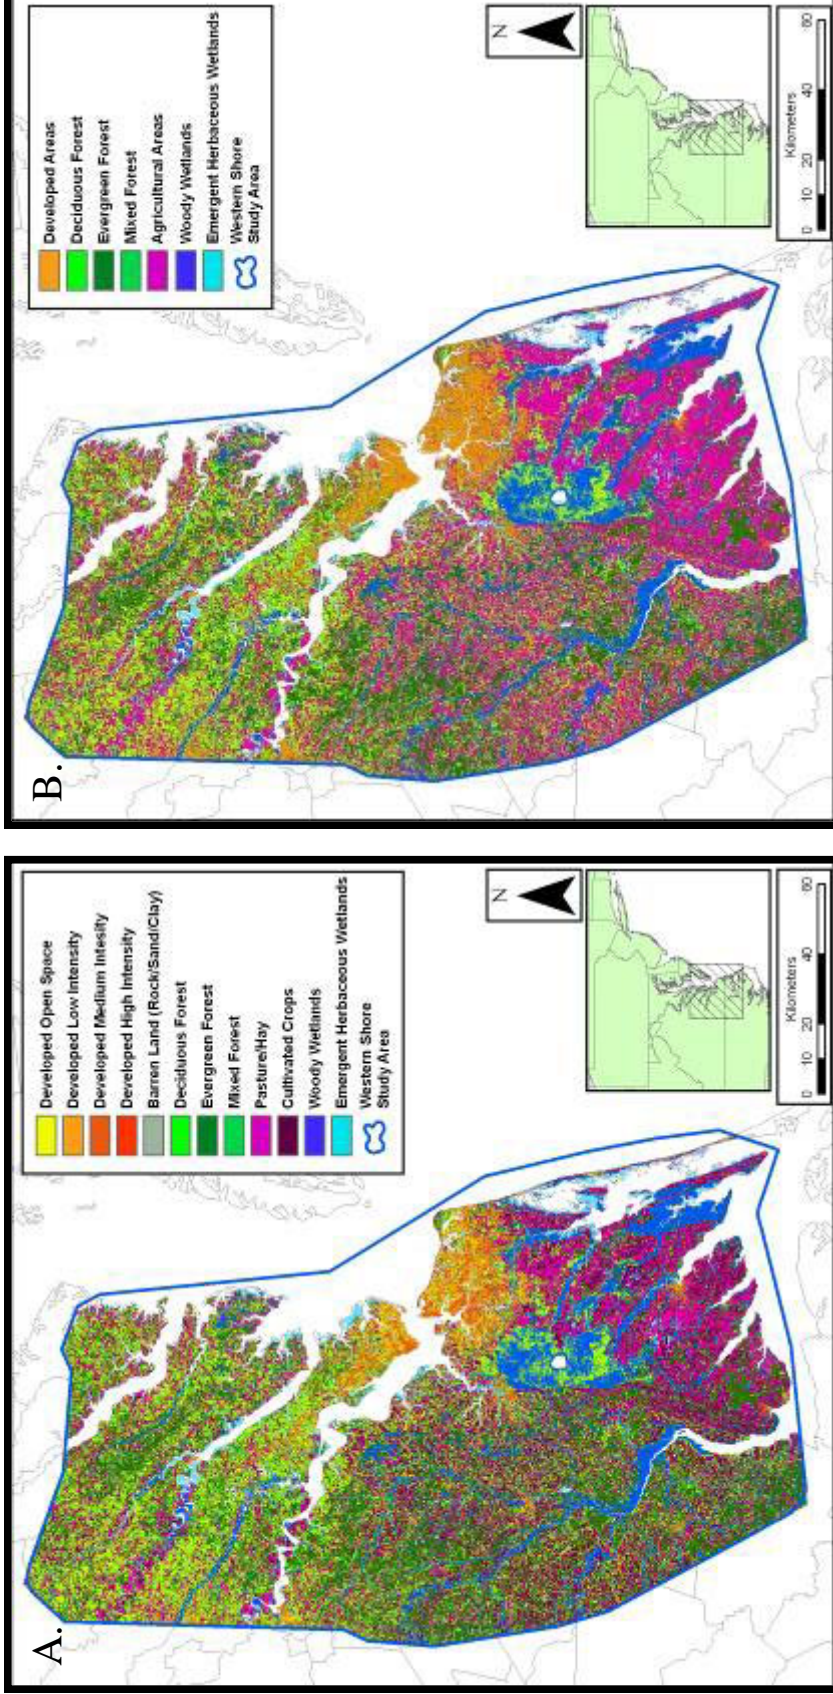 A.
Developed Open Space
Developed Low Intensity
Developed Medium Intesity
Developed High Intensity
Barren Land (Rock/Sand/Clay)
Deciduous Forest
Evergreen Forest
Mixed Forest
Pasture/Hay
Cultivated Crops
Woody Wetlands
Emergent Herbaceous Wetlands
Western Shore
Study Area
N
Kilometers
0 10 20 40 60
B.
Developed Areas
Deciduous Forest
Evergreen Forest
Mixed Forest
Agricultural Areas
Woody Wetlands
Emergent Herbaceous Wetlands
Western Shore
Study Area
N
Kilometers
0 10 20 40 60